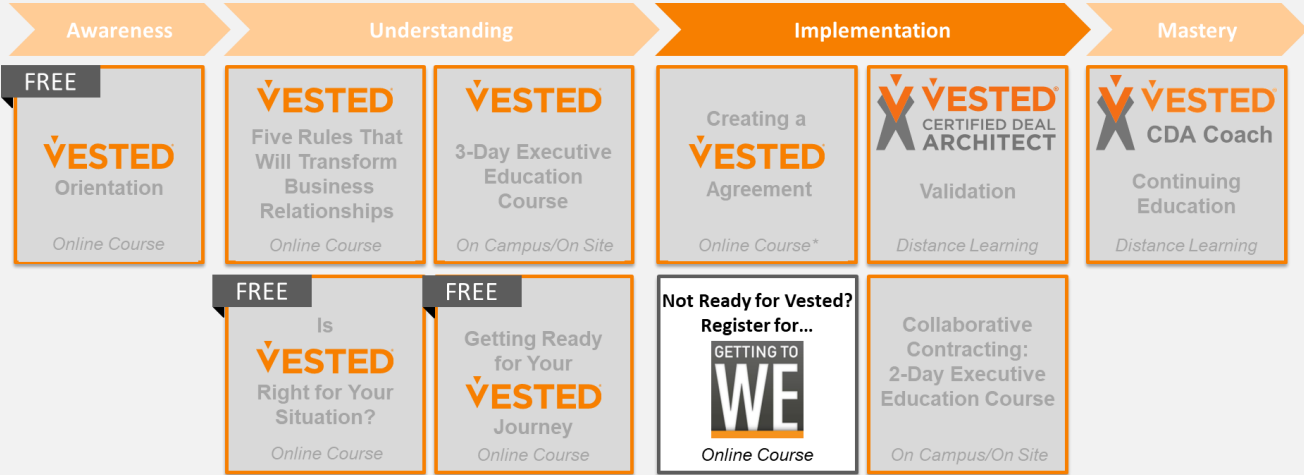 Awareness
Understanding
Implementation
Mastery
FREE
VESTED®
Orientation
Online Course
VESTED®
Five Rules That
Will Transform
Business
Relationships
Online Course
VESTED®
3-Day Executive
Education
Course
On Campus/On Site
Creating a
VESTED®
Agreement
Online Course*
VESTED®
CERTIFIED DEAL
ARCHITECT
Validation
Distance Learning
VESTED®
CDA Coach
Continuing
Education
Distance Learning
FREE
Is
VESTED®
Right for Your
Situation?
Online Course
FREE
Getting Ready
for Your
VESTED®
Journey
Online Course
Not Ready for Vested?
Register for...
GETTING TO
WE
Online Course
Collaborative
Contracting:
2-Day Executive
Education Course
On Campus/On Site